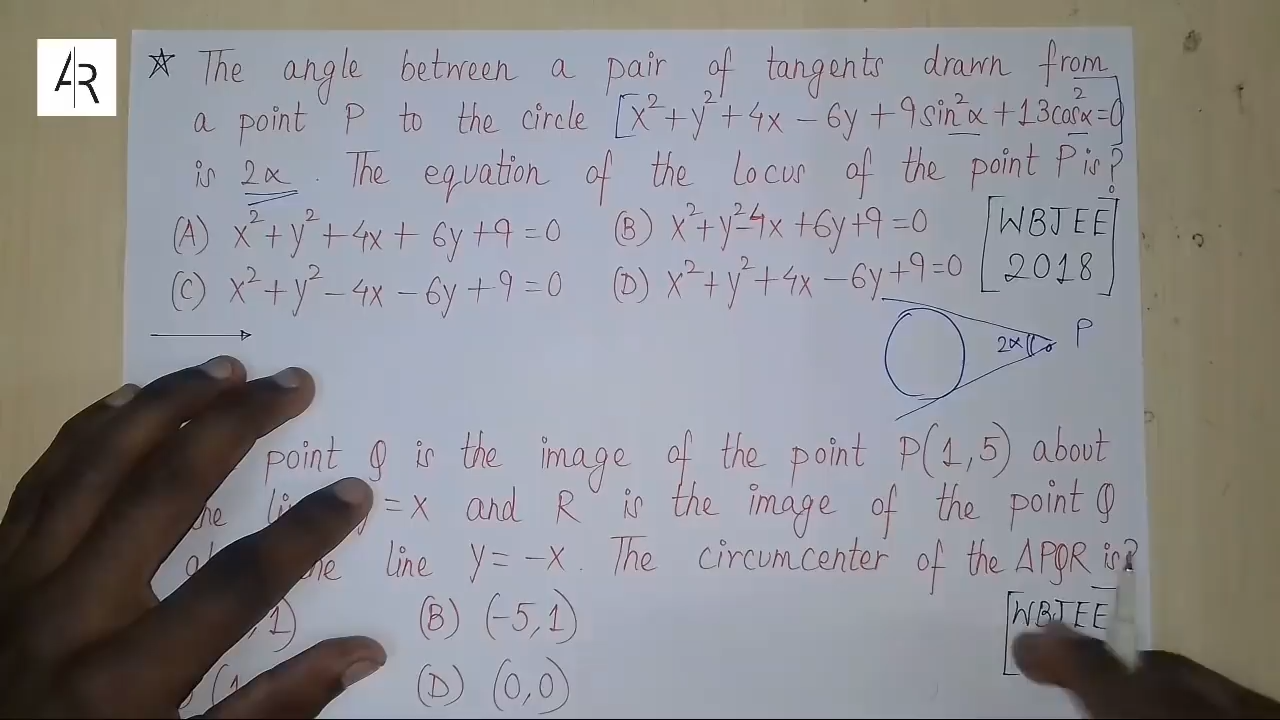 AR
☆ The angle between a pair of tangents drawn from
a point P to the circle [x²+y²+4x-6y+9sin²α+13cos²α=0]
is 2α. The equation of the locus of the point P is?
(A) x²+y²+4x+6y+9=0 (B) x²+y²-4x+6y+9=0 [WBJEE
(C) x²+y²-4x-6y+9=0 (D) x²+y²+4x-6y+9=0 2018]
2α P
point Q is the image of the point P(1,5) about
= x and R is the image of the point Q
line y=-x. The circumcenter of the ΔPQR is?
, 1) (B) (-5,1) [WBJEE
(D) (0,0)